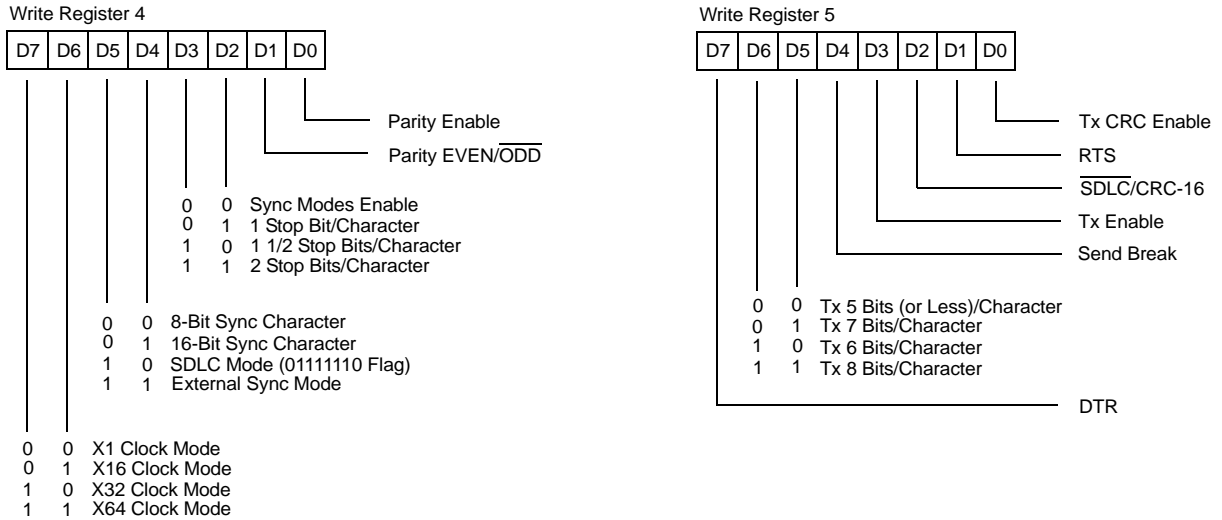 Write Register 4
D7 D6 D5 D4 D3 D2 D1 D0
Parity Enable
Parity EVEN/ODD
0 0 Sync Modes Enable
0 1 1 Stop Bit/Character
1 0 1 1/2 Stop Bits/Character
1 1 2 Stop Bits/Character
0 0 8-Bit Sync Character
0 1 16-Bit Sync Character
1 0 SDLC Mode (01111110 Flag)
1 1 External Sync Mode
0 0 X1 Clock Mode
0 1 X16 Clock Mode
1 0 X32 Clock Mode
1 1 X64 Clock Mode
Write Register 5
D7 D6 D5 D4 D3 D2 D1 D0
Tx CRC Enable
RTS
SDLC/CRC-16
Tx Enable
Send Break
0 0 Tx 5 Bits (or Less)/Character
0 1 Tx 7 Bits/Character
1 0 Tx 6 Bits/Character
1 1 Tx 8 Bits/Character
DTR